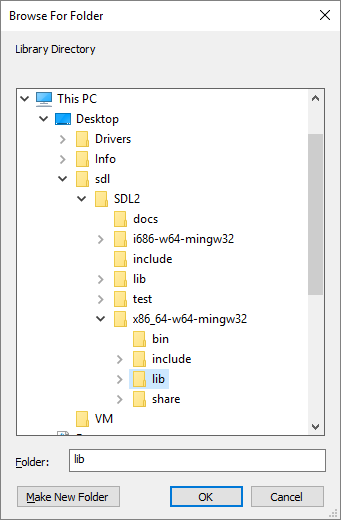 Browse For Folder
Library Directory
This PC
Desktop
Drivers
Info
sdl
SDL2
docs
i686-w64-mingw32
include
lib
test
x86_64-w64-mingw32
bin
include
lib
share
VM
Folder:
lib
Make New Folder
OK
Cancel